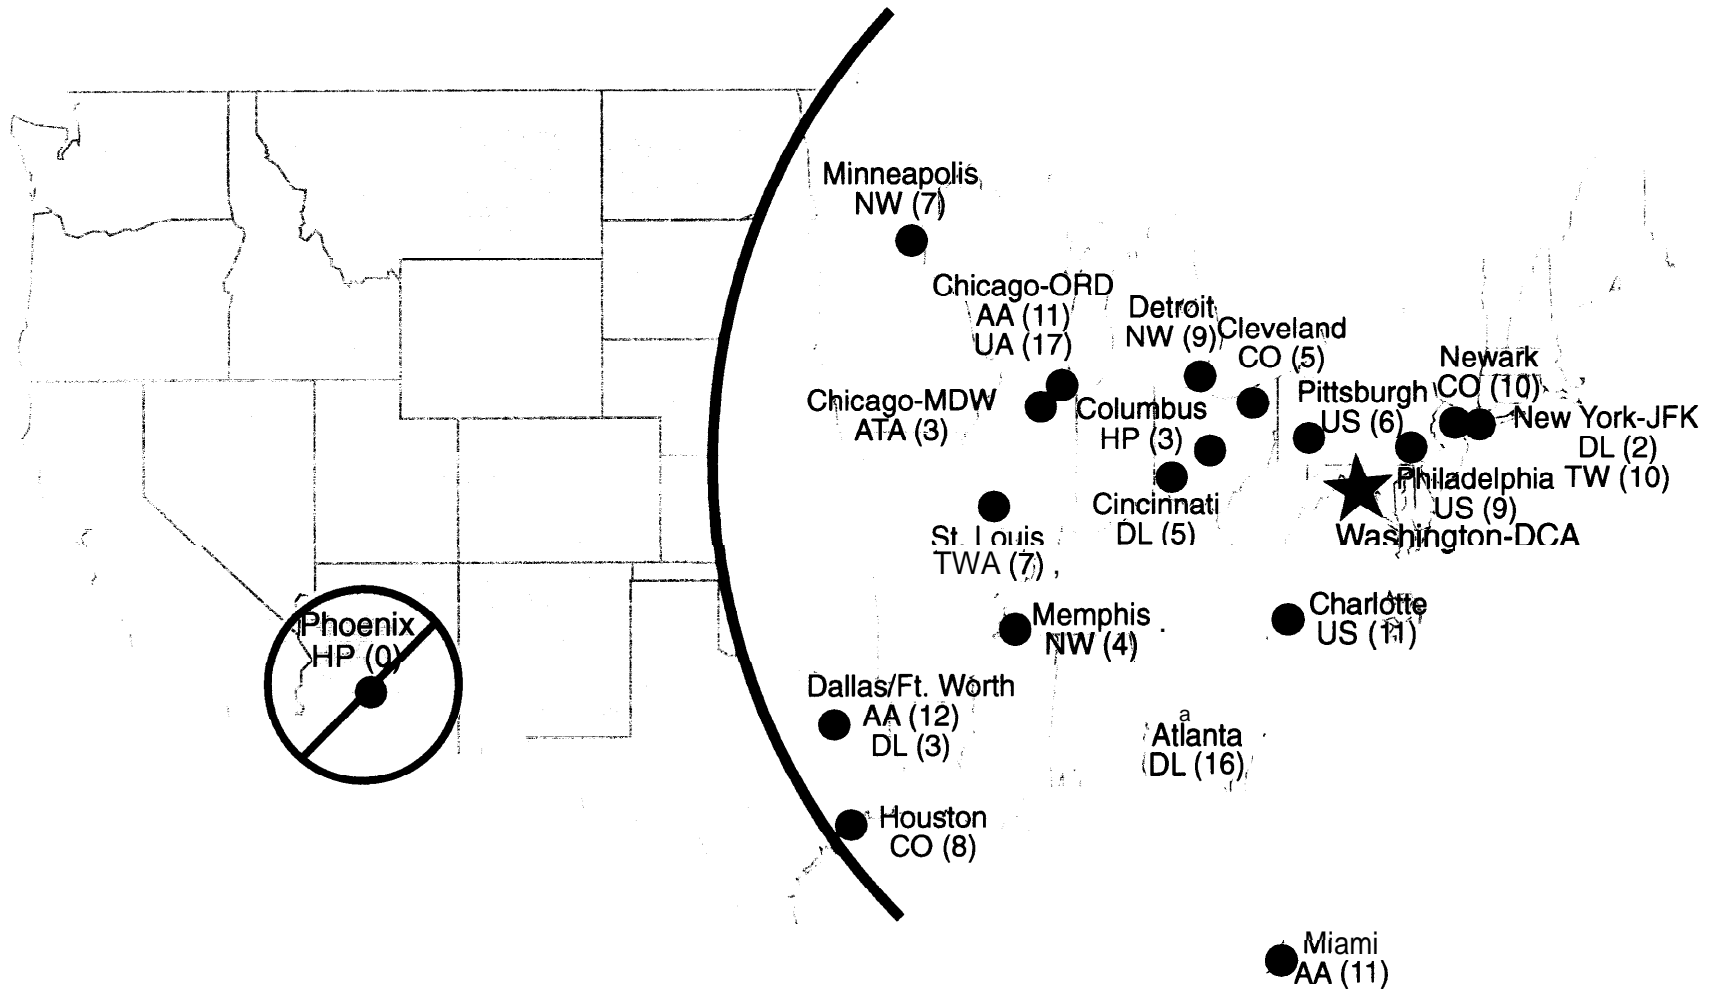 Minneapolis
NW (7)
Chicago-ORD
AA (11)
UA (17)
Detroit
NW (9)
Cleveland
CO (5)
Newark
CO (10)
Pittsburgh
US (6)
Chicago-MDW
ATA (3)
Columbus
HP (3)
New York-JFK
DL (2)
TW (10)
Philadelphia
US (9)
Cincinnati
DL (5)
Washington-DCA
St. Louis
TWA (7)
Charlotte
US (11)
Memphis
NW (4)
Phoenix
HP (0)
Dallas/Ft. Worth
AA (12)
DL (3)
a
Atlanta
DL (16)
Houston
CO (8)
Miami
AA (11)